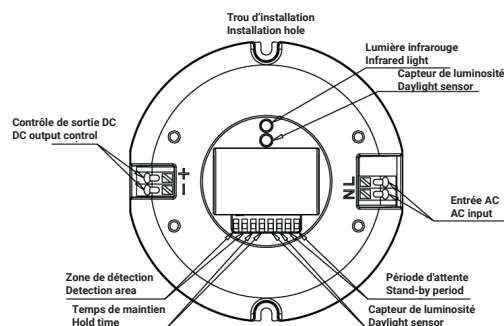 Trou d'installation
Installation hole
Lumière infrarouge
Infrared light
Capteur de luminosité
Daylight sensor
Contrôle de sortie DC
DC output control
+
−
N L
Entrée AC
AC input
Zone de détection
Detection area
Temps de maintien
Hold time
Période d'attente
Stand-by period
Capteur de luminosité
Daylight sensor